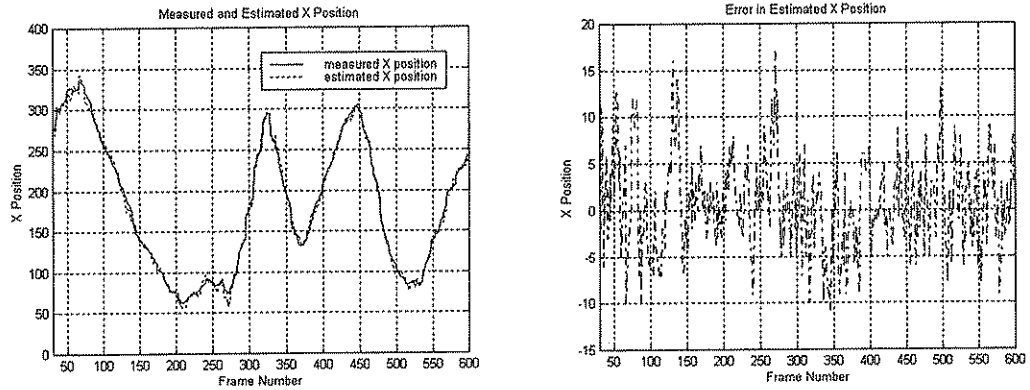 Measured and Estimated X Position
400
350
300
250
200
150
100
50
0
X Position
measured X position
estimated X position
50 100 150 200 250 300 350 400 450 500 550 600
Frame Number
Error in Estimated X Position
20
15
10
5
0
-5
-10
-15
X Position
50 100 150 200 250 300 350 400 450 500 550 600
Frame Number